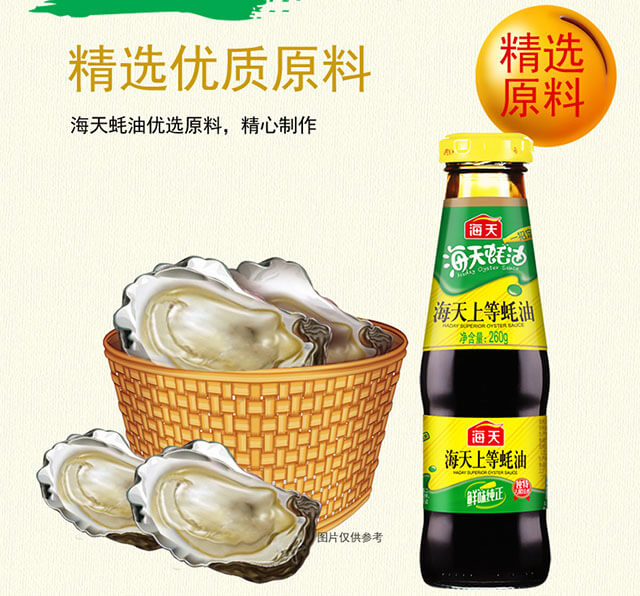 精选优质原料
海天蚝油优选原料，精心制作
精选
原料
海天
海天蚝油
Haday Oyster Sauce
海天上等蚝油
HADAY SUPERIOR OYSTER SAUCE
净含量: 260g
海天
海天上等蚝油
鲜味纯正
图片仅供参考